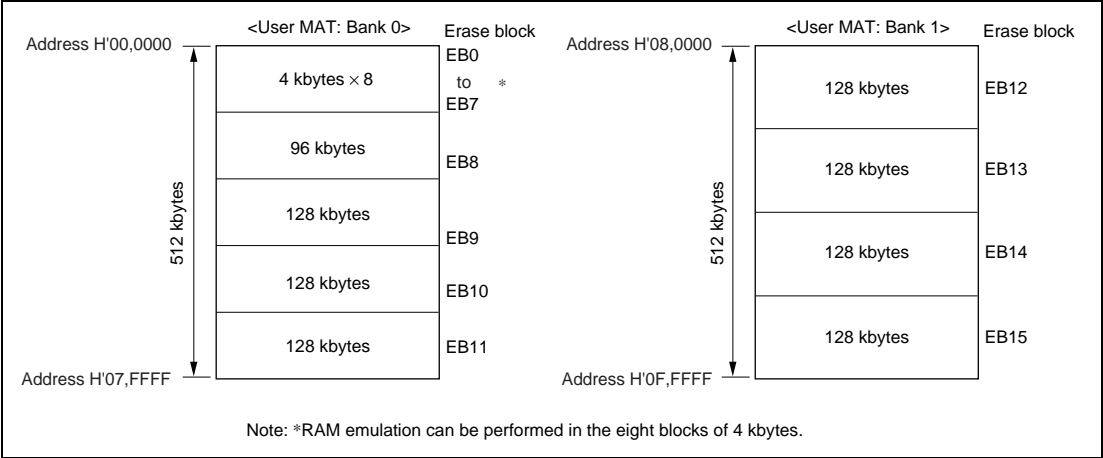 <User MAT: Bank 0>
Erase block
Address H'00,0000
EB0
to *
EB7
4 kbytes × 8
96 kbytes
EB8
128 kbytes
EB9
128 kbytes
EB10
128 kbytes
EB11
512 kbytes
Address H'07,FFFF
<User MAT: Bank 1>
Erase block
Address H'08,0000
128 kbytes
EB12
128 kbytes
EB13
128 kbytes
EB14
128 kbytes
EB15
512 kbytes
Address H'0F,FFFF
Note: *RAM emulation can be performed in the eight blocks of 4 kbytes.